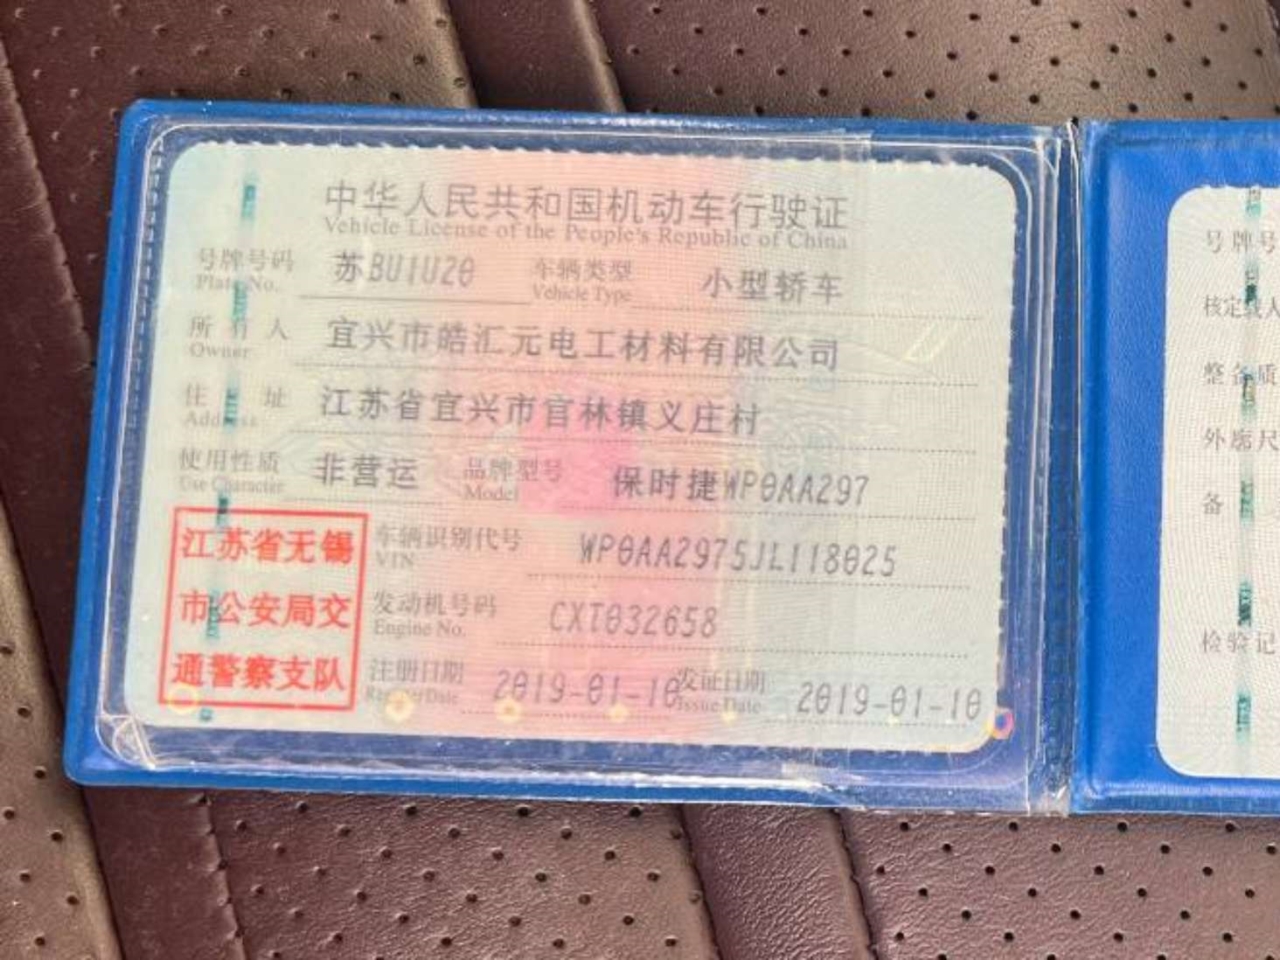 中华人民共和国机动车行驶证
Vehicle License of the People's Republic of China
号牌号码 苏BU1U20 车辆类型 小型轿车
Plate No. Vehicle Type
所有人 宜兴市皓汇元电工材料有限公司
Owner
住址 江苏省宜兴市官林镇义庄村
Address
使用性质 非营运 品牌型号 保时捷WP0AA297
Use Character Model
江苏省无锡
市公安局交
通警察支队
车辆识别代号 WP0AA2975JL118025
VIN
发动机号码 CXT032658
Engine No.
注册日期 2019-01-10 发证日期 2019-01-10
Register Date Issue Date
号牌号
核定载人
整备质
外廓尺
备
检验记